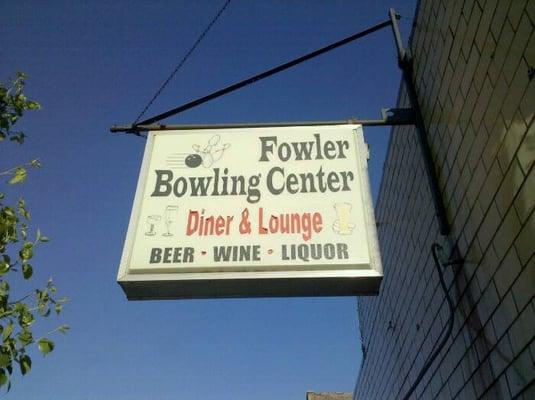 Fowler
Bowling Center
Diner & Lounge
BEER • WINE • LIQUOR